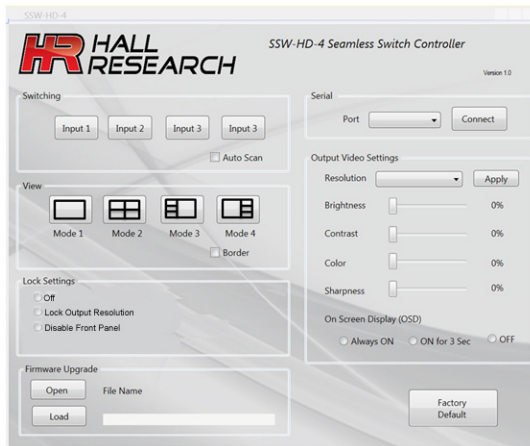 SSW-HD-4
HR HALL RESEARCH
SSW-HD-4 Seamless Switch Controller
Version 1.0
Switching
Input 1 Input 2 Input 3 Input 3
Auto Scan
View
Mode 1 Mode 2 Mode 3 Mode 4
Border
Lock Settings
Off
Lock Output Resolution
Disable Front Panel
Firmware Upgrade
Open File Name
Load
Serial
Port Connect
Output Video Settings
Resolution Apply
Brightness 0%
Contrast 0%
Color 0%
Sharpness 0%
On Screen Display (OSD)
Always ON ON for 3 Sec OFF
Factory
Default